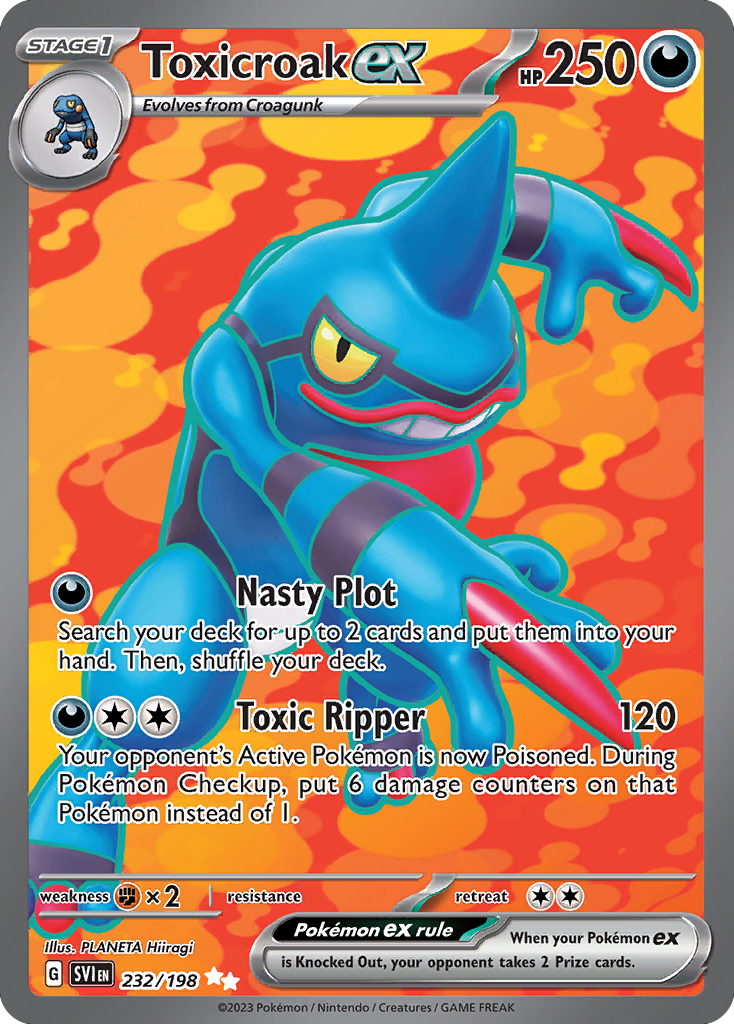 STAGE1
Toxicroak ex
HP 250
Evolves from Croagunk
Nasty Plot
Search your deck for up to 2 cards and put them into your
hand. Then, shuffle your deck.
Toxic Ripper 120
Your opponent's Active Pokémon is now Poisoned. During
Pokémon Checkup, put 6 damage counters on that
Pokémon instead of 1.
weakness ×2 resistance retreat
Illus. PLANETA Hiiragi
Pokémon ex rule
When your Pokémon ex
is Knocked Out, your opponent takes 2 Prize cards.
G SVI EN 232/198
©2023 Pokémon / Nintendo / Creatures / GAME FREAK